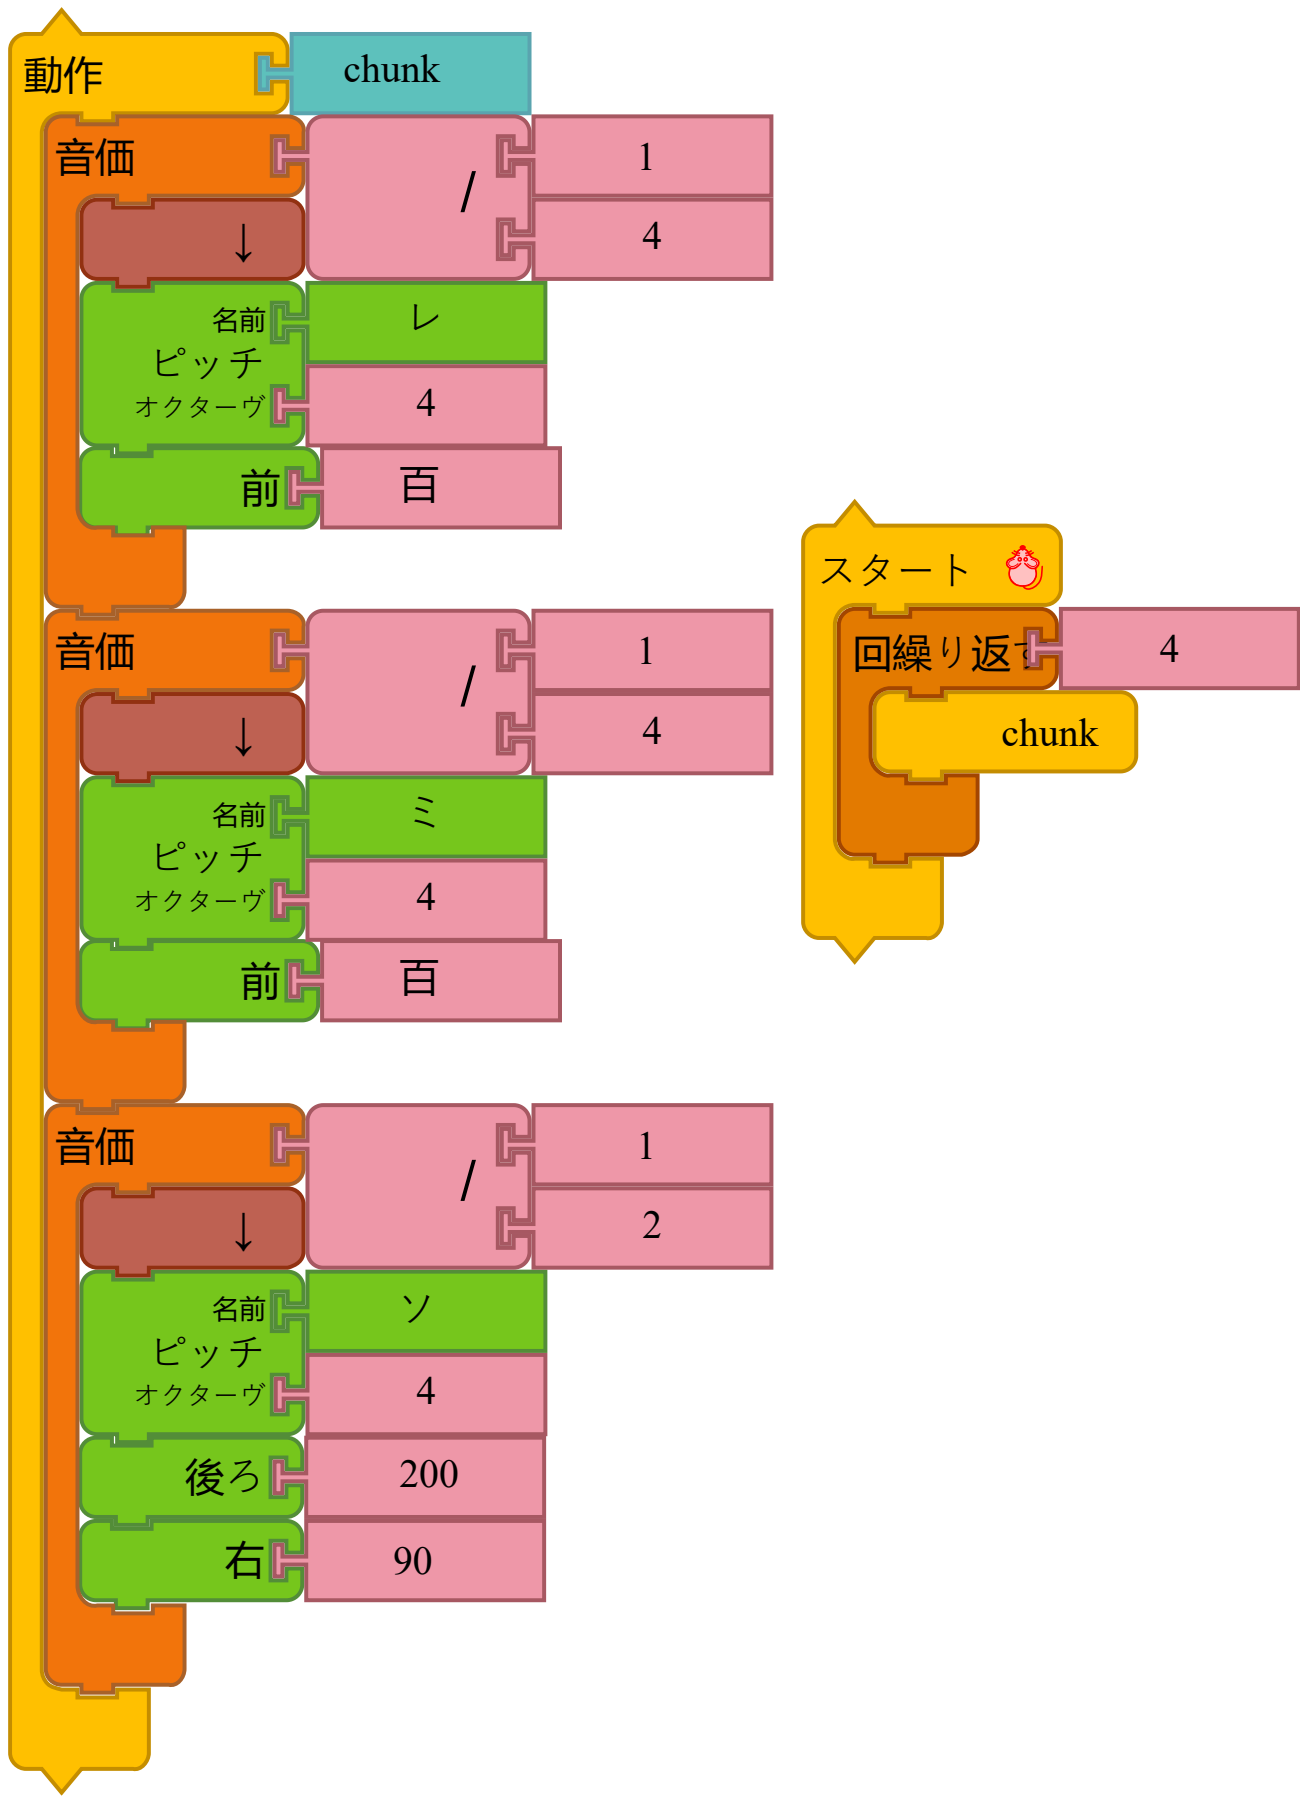 動作 chunk
音価 / 1
4
↓
名前 レ
ピッチ
オクターヴ 4
前 百
音価 / 1
4
↓
名前 ミ
ピッチ
オクターヴ 4
前 百
音価 / 1
2
↓
名前 ソ
ピッチ
オクターヴ 4
後ろ 200
右 90
スタート
回繰り返す 4
chunk